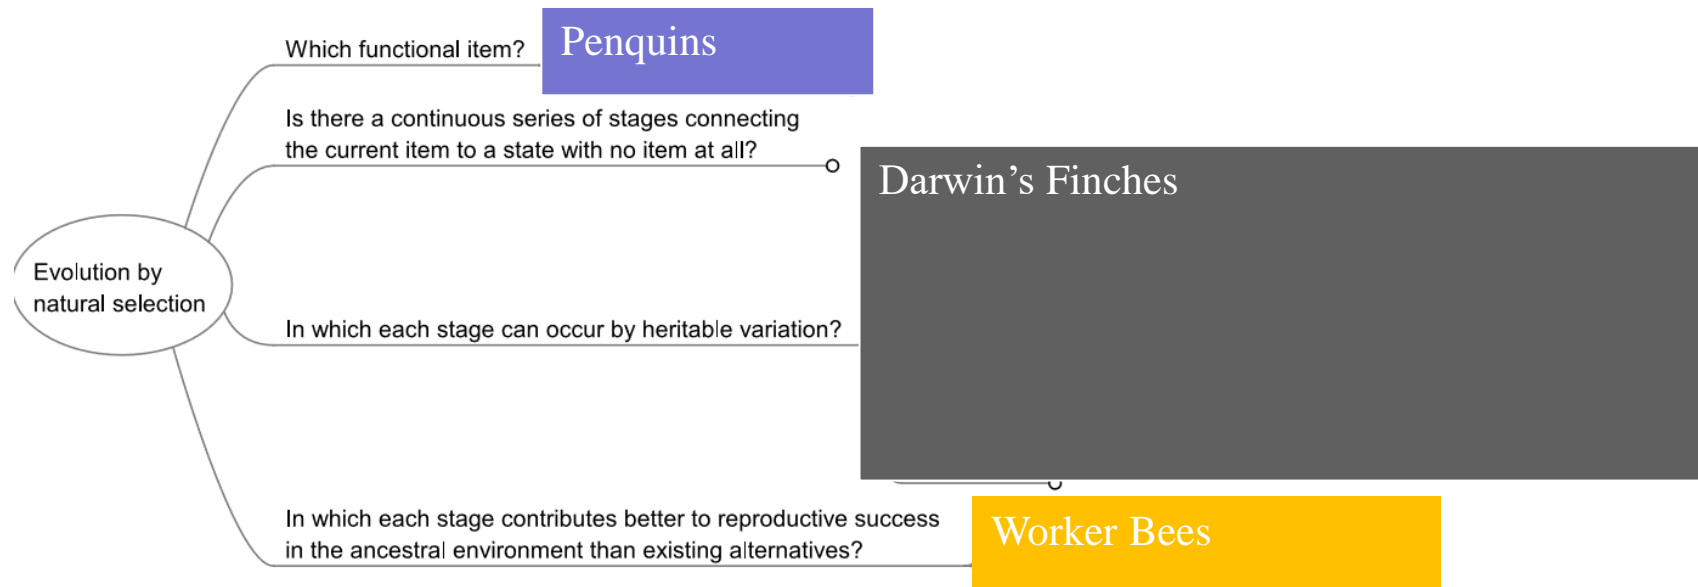 Which functional item?
Penquins
Is there a continuous series of stages connecting
the current item to a state with no item at all?
Darwin’s Finches
Evolution by
natural selection
In which each stage can occur by heritable variation?
In which each stage contributes better to reproductive success
in the ancestral environment than existing alternatives?
Worker Bees